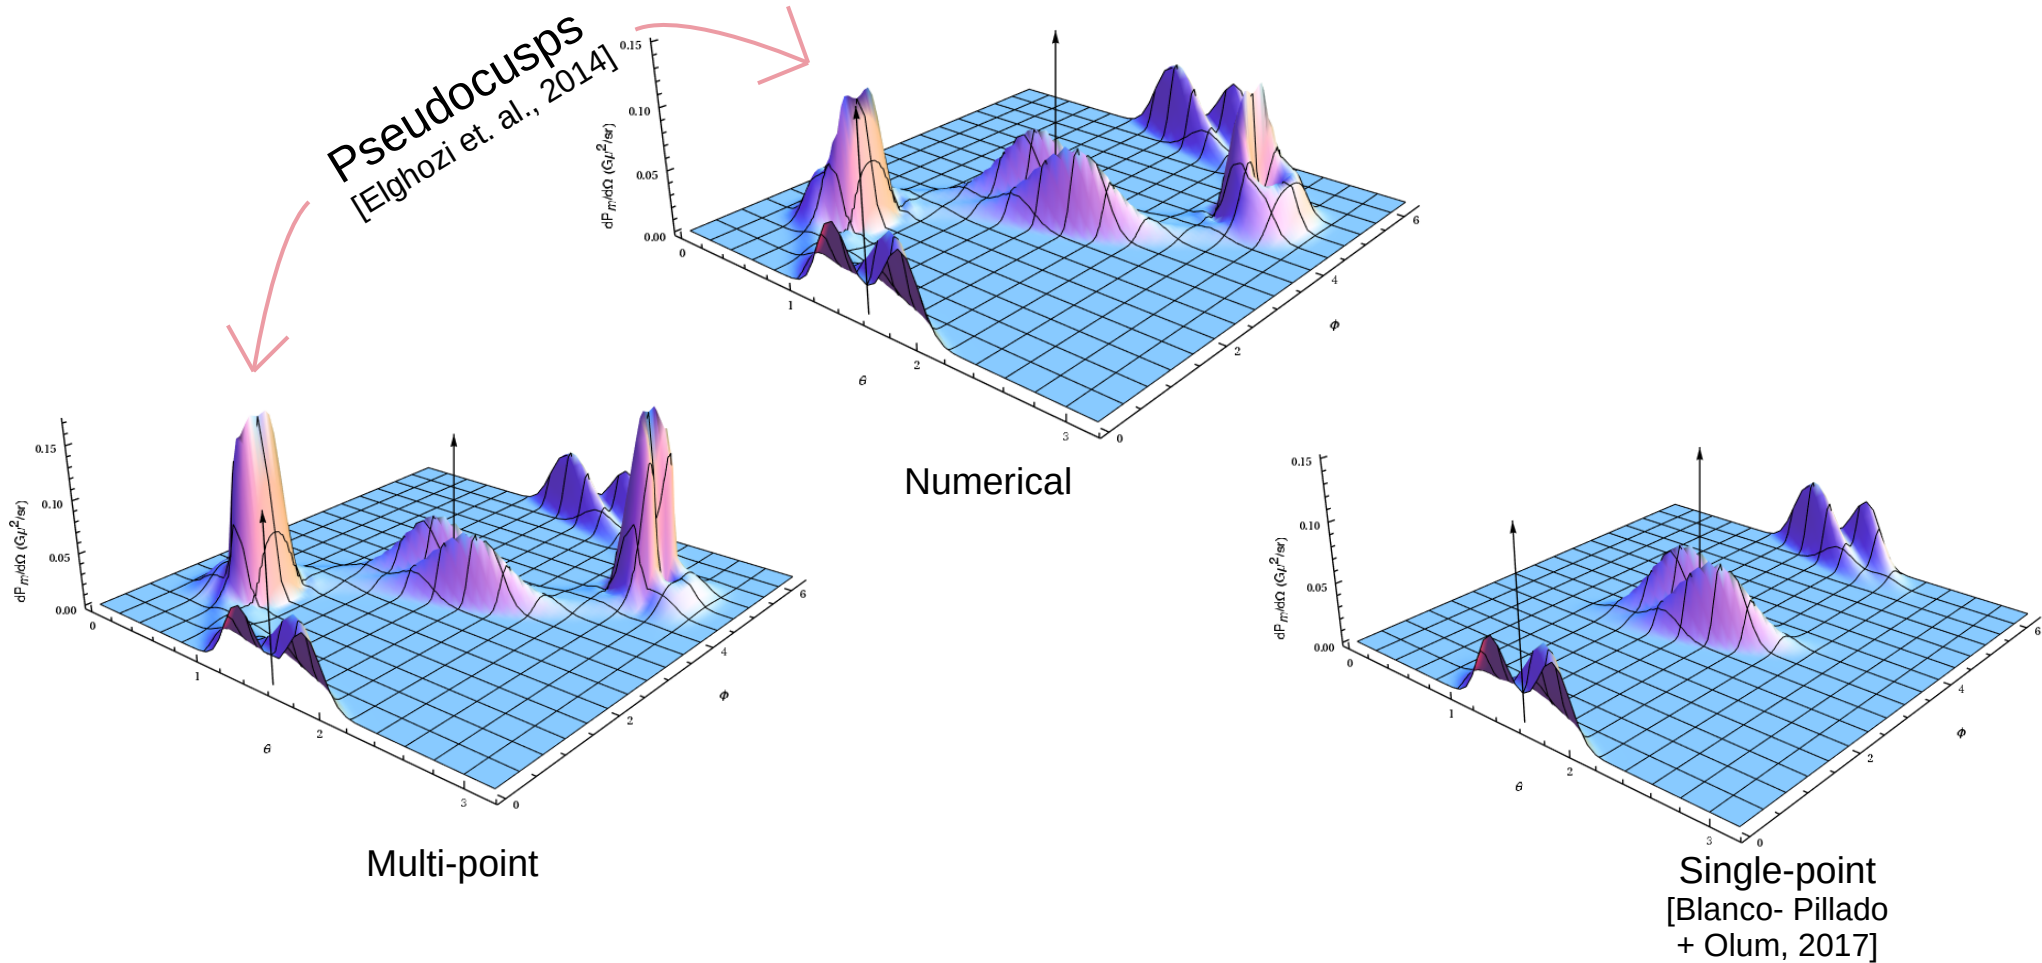 Pseudocusps
[Elghozi et. al., 2014]
0.15
0.10
0.05
0.00
dPm/dΩ (Gμ²/sr)
0
1
2
3
θ
0
2
4
6
ϕ
Numerical
0.15
0.10
0.05
0.00
dPm/dΩ (Gμ²/sr)
0
1
2
3
θ
0
2
4
6
ϕ
Multi-point
0.15
0.10
0.05
0.00
dPm/dΩ (Gμ²/sr)
0
1
2
3
θ
0
2
4
6
ϕ
Single-point
[Blanco- Pillado
+ Olum, 2017]